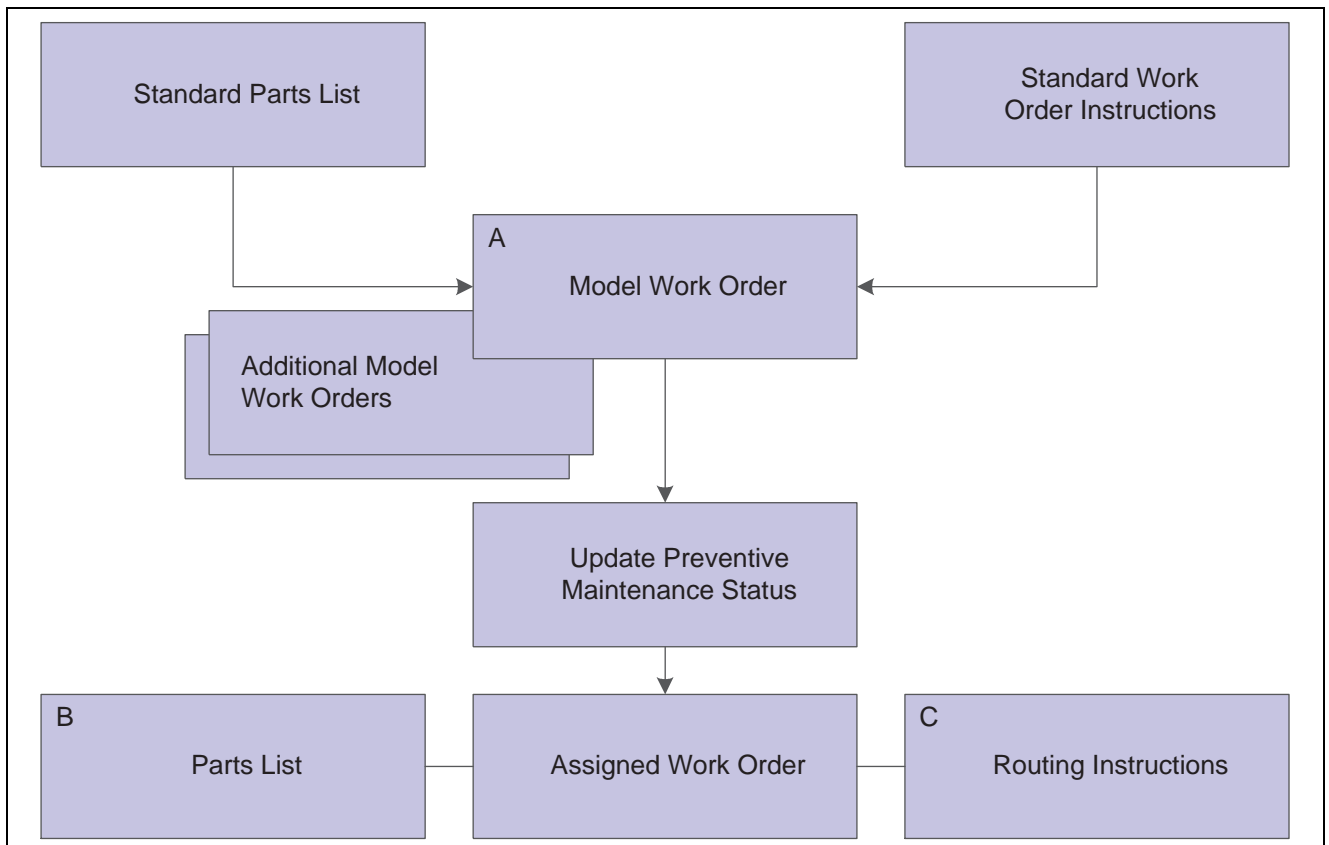 Standard Parts List
Standard Work
Order Instructions
A
Model Work Order
Additional Model
Work Orders
Update Preventive
Maintenance Status
B
Parts List
Assigned Work Order
C
Routing Instructions